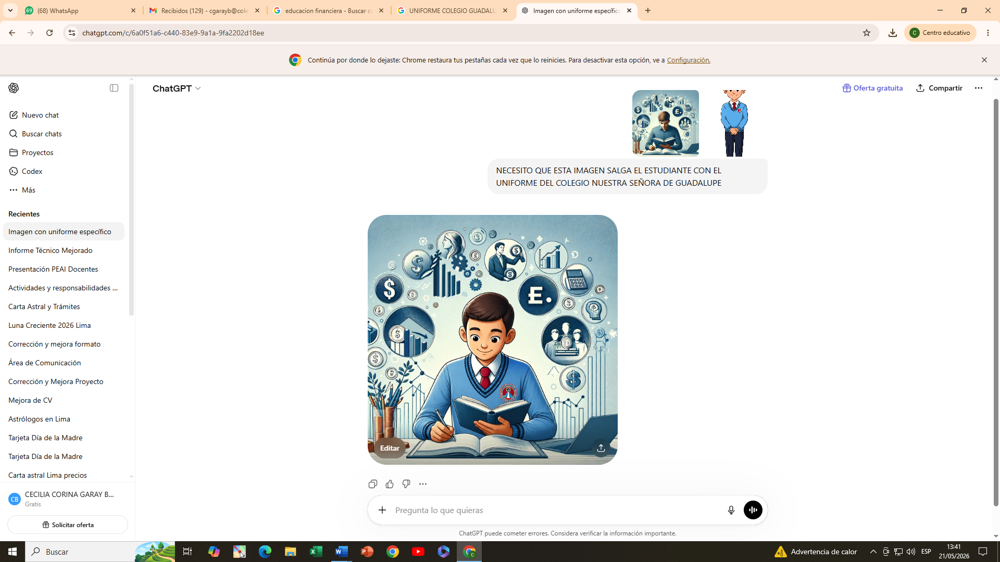 (68) WhatsApp
Recibidos (129) - cgarayb@cole
educacion financiera - Buscar c
UNIFORME COLEGIO GUADALU
Imagen con uniforme específic
chatgpt.com/c/6a0f51a6-c440-83e9-9a1a-9fa2202d18ee
C Centro educativo
Continúa por donde lo dejaste: Chrome restaura tus pestañas cada vez que lo reinicies. Para desactivar esta opción, ve a Configuración.
ChatGPT
Oferta gratuita
Compartir
Nuevo chat
Buscar chats
Proyectos
Codex
Más
Recientes
Imagen con uniforme específico
Informe Técnico Mejorado
Presentación PEAI Docentes
Actividades y responsabilidades ...
Carta Astral y Trámites
Luna Creciente 2026 Lima
Corrección y mejora formato
Área de Comunicación
Corrección y Mejora Proyecto
Mejora de CV
Astrólogos en Lima
Tarjeta Día de la Madre
Tarjeta Día de la Madre
Carta astral Lima precios
CB CECILIA CORINA GARAY B...
Gratis
Solicitar oferta
NECESITO QUE ESTA IMAGEN SALGA EL ESTUDIANTE CON EL
UNIFORME DEL COLEGIO NUESTRA SEÑORA DE GUADALUPE
$
£.
Editar
Pregunta lo que quieras
ChatGPT puede cometer errores. Considera verificar la información importante.
Buscar
Advertencia de calor
ESP
13:41
21/05/2026